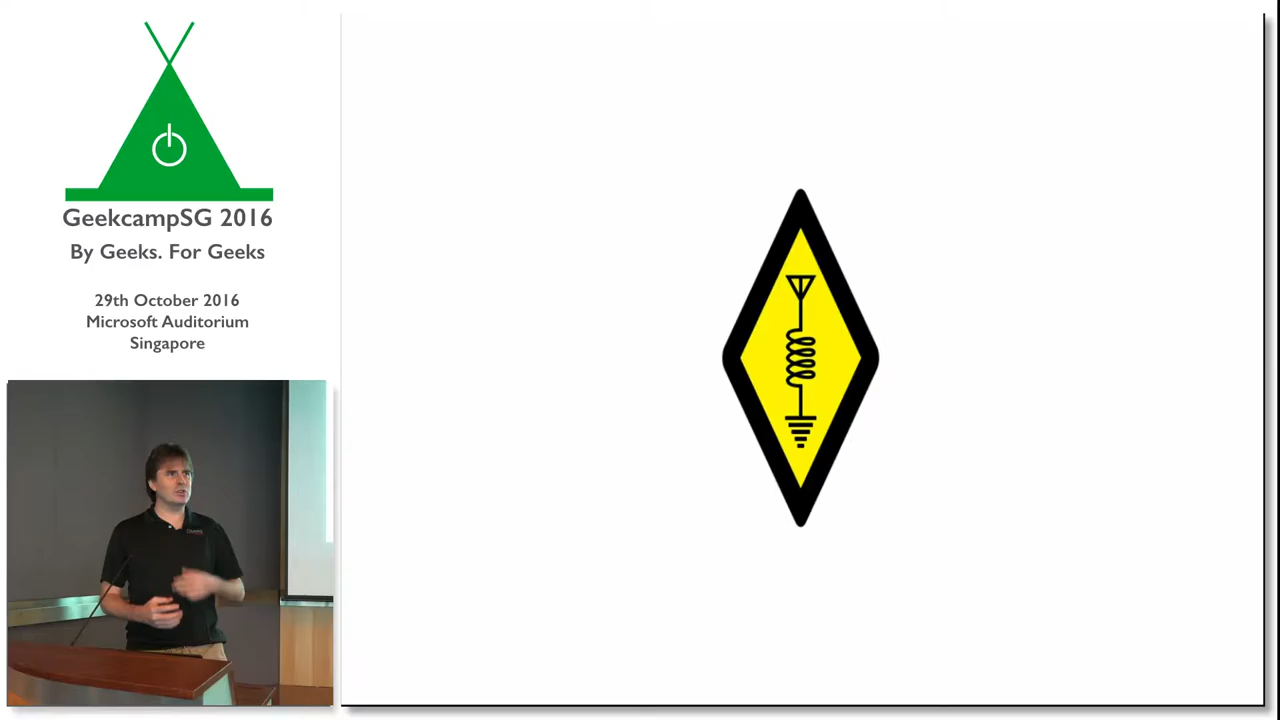 GeekcampSG 2016
By Geeks. For Geeks
29th October 2016
Microsoft Auditorium
Singapore